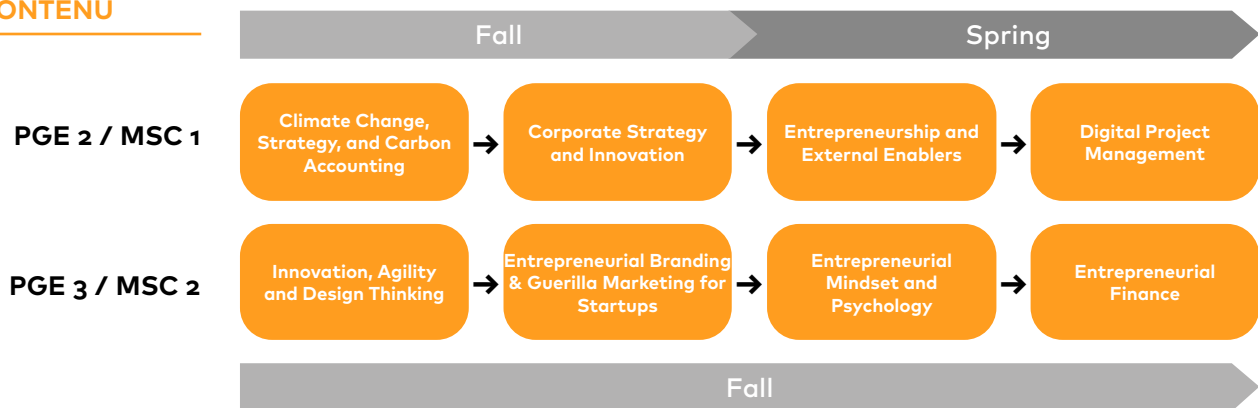 ONTENU
Fall
Spring
PGE 2 / MSC 1
Climate Change,
Strategy, and Carbon
Accounting
Corporate Strategy
and Innovation
Entrepreneurship and
External Enablers
Digital Project
Management
PGE 3 / MSC 2
Innovation, Agility
and Design Thinking
Entrepreneurial Branding
& Guerilla Marketing for
Startups
Entrepreneurial
Mindset and
Psychology
Entrepreneurial
Finance
Fall